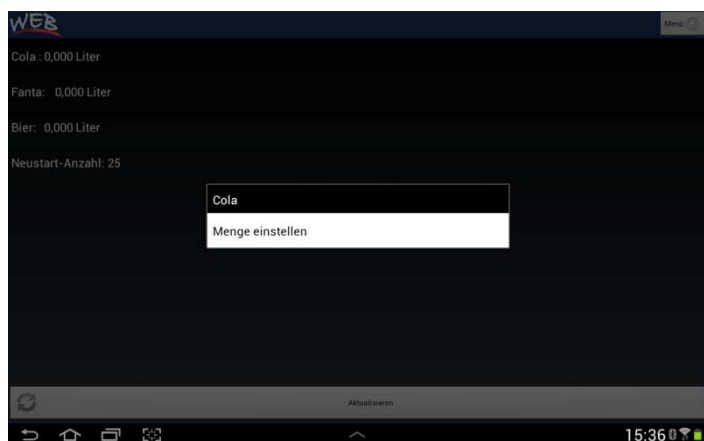 WEB
Menü
Cola : 0,000 Liter
Fanta: 0,000 Liter
Bier: 0,000 Liter
Neustart-Anzahl: 25
Cola
Menge einstellen
Aktualisieren
15:36